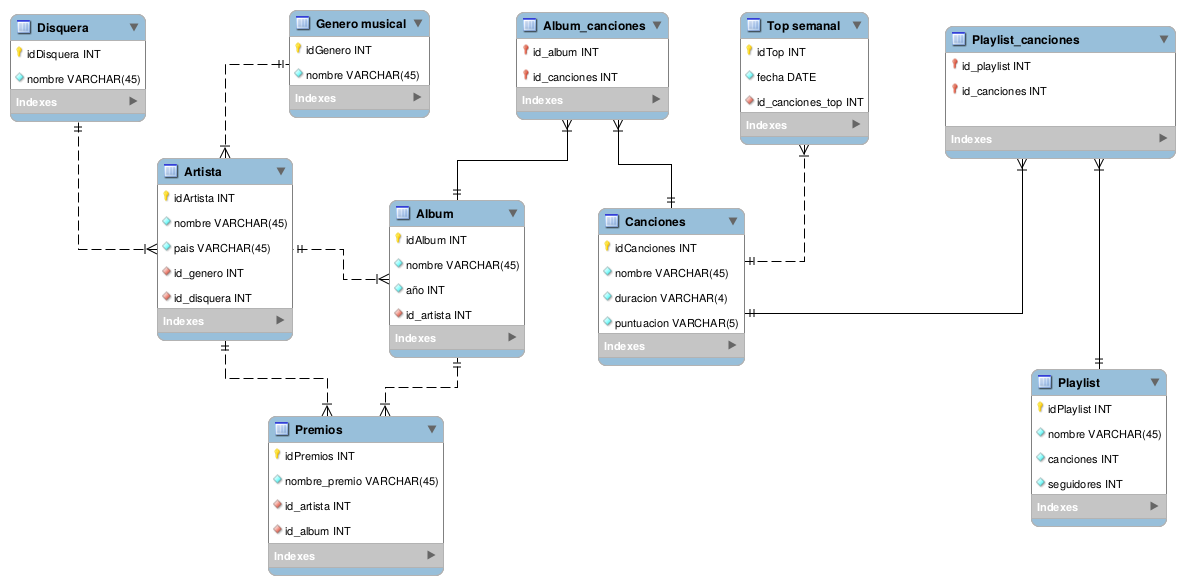 Disquera
idDisquera INT
nombre VARCHAR(45)
Indexes
Genero musical
idGenero INT
nombre VARCHAR(45)
Indexes
Album_canciones
id_album INT
id_canciones INT
Indexes
Top semanal
idTop INT
fecha DATE
id_canciones_top INT
Indexes
Playlist_canciones
id_playlist INT
id_canciones INT
Indexes
Artista
idArtista INT
nombre VARCHAR(45)
pais VARCHAR(45)
id_genero INT
id_disquera INT
Indexes
Album
idAlbum INT
nombre VARCHAR(45)
año INT
id_artista INT
Indexes
Canciones
idCanciones INT
nombre VARCHAR(45)
duracion VARCHAR(4)
puntuacion VARCHAR(5)
Indexes
Playlist
idPlaylist INT
nombre VARCHAR(45)
canciones INT
seguidores INT
Indexes
Premios
idPremios INT
nombre_premio VARCHAR(45)
id_artista INT
id_album INT
Indexes